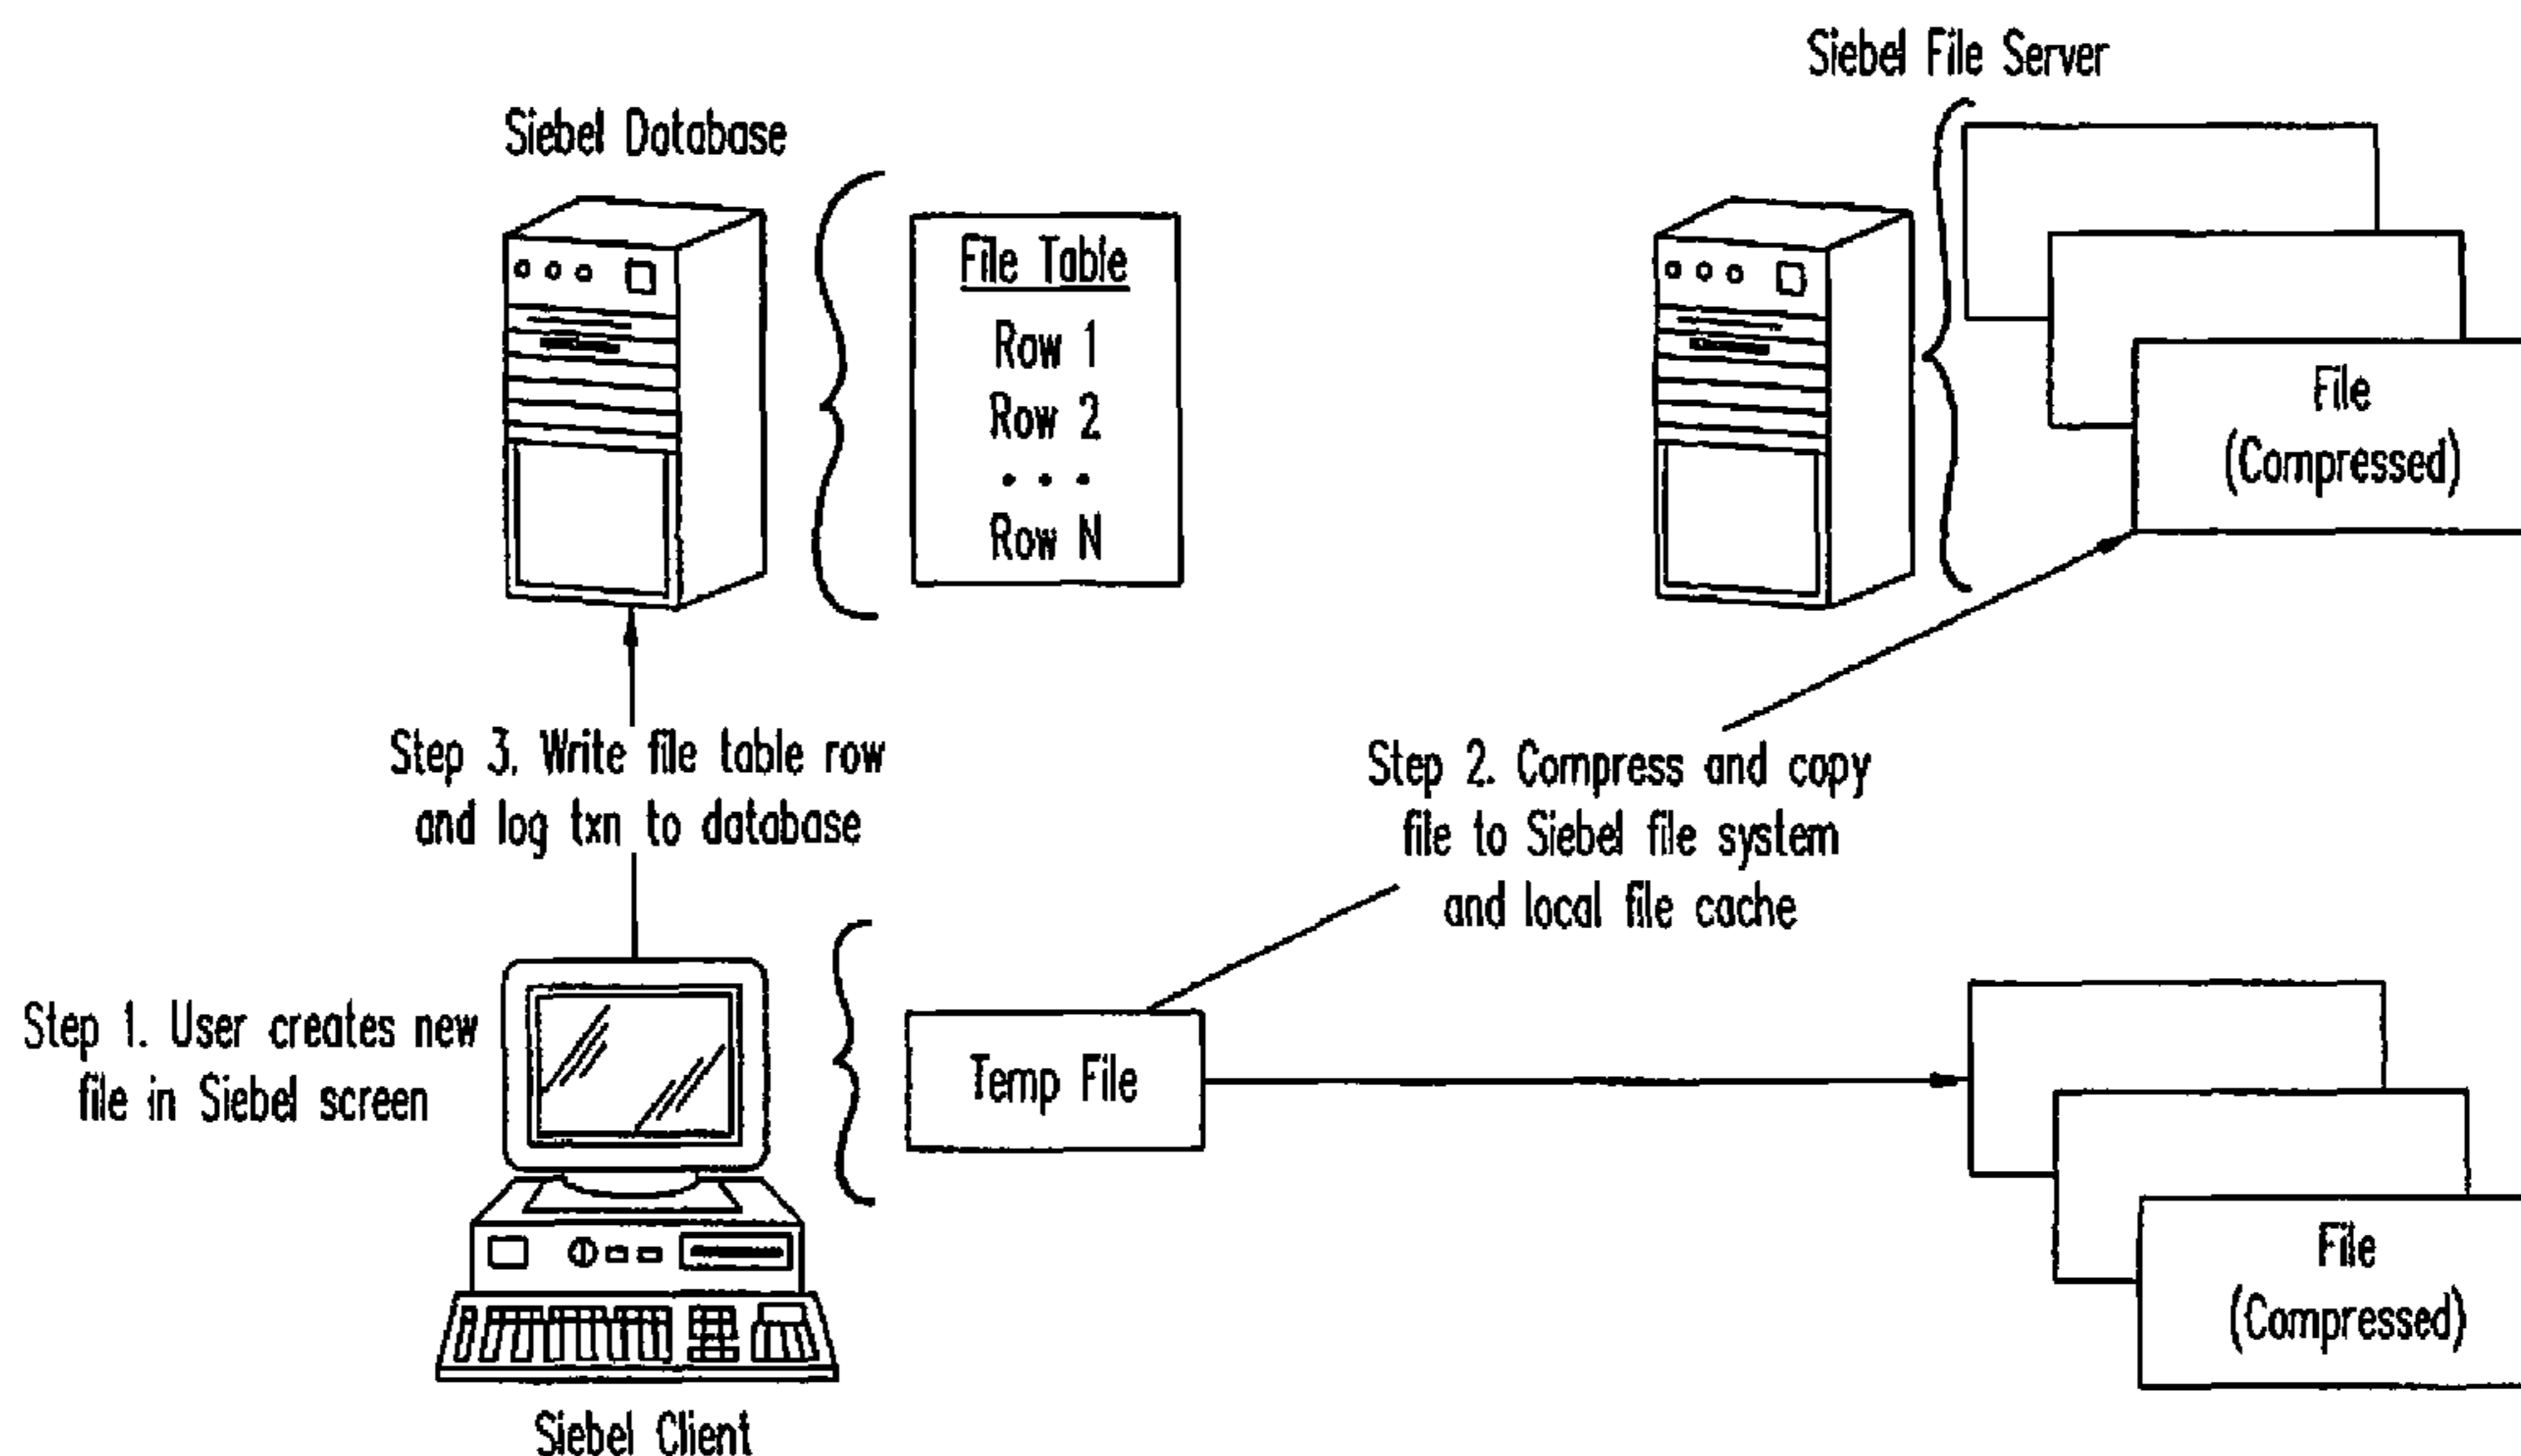 Siebel File Server
Siebel Database
File Table
Row 1
Row 2
• • •
Row N
File
(Compressed)
Step 3. Write file table row
and log txn to database
Step 2. Compress and copy
file to Siebel file system
and local file cache
Step 1. User creates new
file in Siebel screen
Temp File
File
(Compressed)
Siebel Client